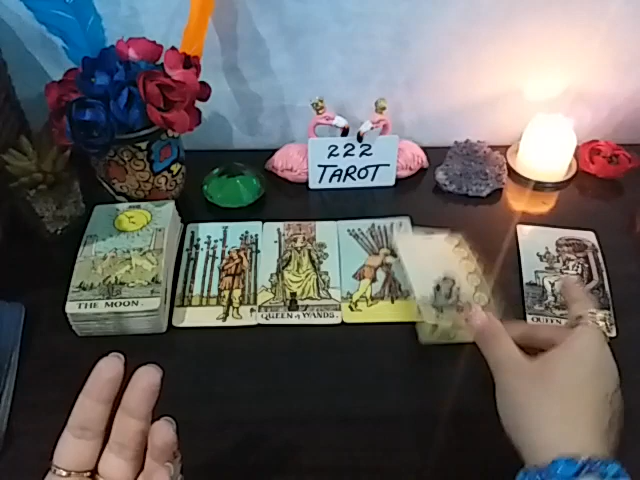 222
TAROT
THE MOON.
QUEEN of WANDS.
QUEEN